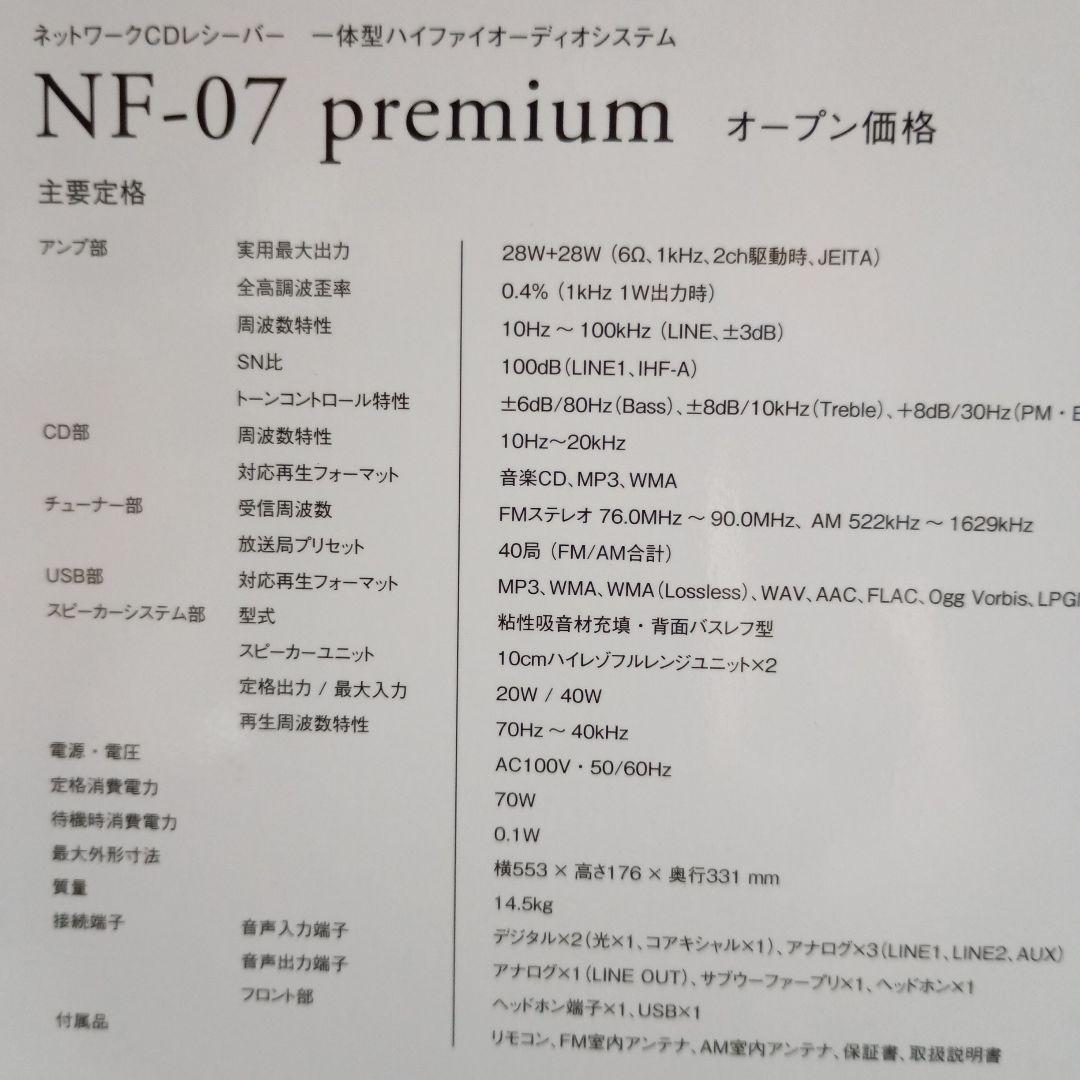 ネットワークCDレシーバー 一体型ハイファイオーディオシステム
NF-07 premium オープン価格
主要定格
アンプ部 実用最大出力 28W+28W（6Ω、1kHz、2ch駆動時、JEITA）
全高調波歪率 0.4%（1kHz 1W出力時）
周波数特性 10Hz ～ 100kHz（LINE、±3dB）
SN比 100dB（LINE1、IHF-A）
トーンコントロール特性 ±6dB/80Hz（Bass）、±8dB/10kHz（Treble）、+8dB/30Hz（PM・
CD部 周波数特性 10Hz～20kHz
対応再生フォーマット 音楽CD、MP3、WMA
チューナー部 受信周波数 FMステレオ 76.0MHz ～ 90.0MHz、AM 522kHz ～ 1629kHz
放送局プリセット 40局（FM/AM合計）
USB部 対応再生フォーマット MP3、WMA、WMA（Lossless）、WAV、AAC、FLAC、Ogg Vorbis、
スピーカーシステム部 型式 粘性吸音材充填・背面バスレフ型
スピーカーユニット 10cmハイレゾフルレンジユニット×2
定格出力 / 最大入力 20W / 40W
再生周波数特性 70Hz ～ 40kHz
電源・電圧 AC100V・50/60Hz
定格消費電力 70W
待機時消費電力 0.1W
最大外形寸法 横553 × 高さ176 × 奥行331 mm
質量 14.5kg
接続端子 音声入力端子 デジタル×2（光×1、コアキシャル×1）、アナログ×3（LINE1、LINE2、AUX）
音声出力端子 アナログ×1（LINE OUT）、サブウーファープリ×1、ヘッドホン×1
フロント部 ヘッドホン端子×1、USB×1
付属品 リモコン、FM室内アンテナ、AM室内アンテナ、保証書、取扱説明書